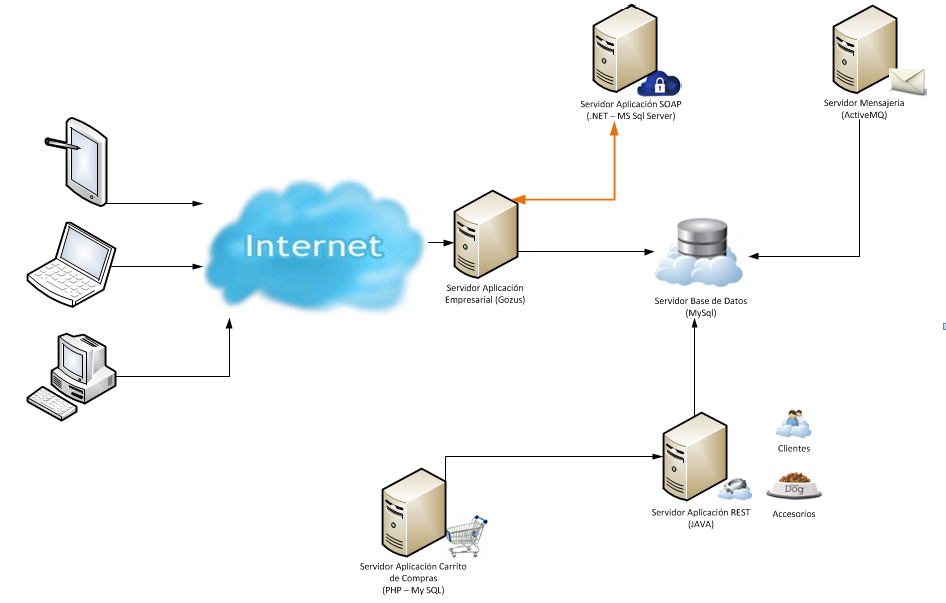 Servidor Aplicación SOAP
(.NET – MS Sql Server)
Servidor Mensajeria
(ActiveMQ)
Internet
Servidor Aplicación
Empresarial (Gozus)
Servidor Base de Datos
(MySql)
Clientes
Dog
Servidor Aplicación REST
(JAVA)
Accesorios
Servidor Aplicación Carrito
de Compras
(PHP – My SQL)